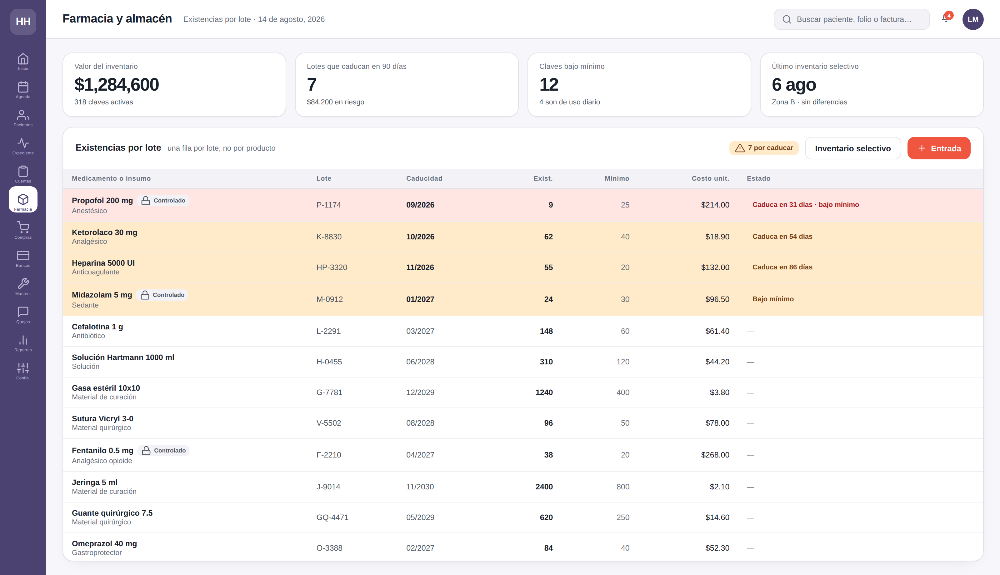 HH
Inicio
Agenda
Pacientes
Expediente
Cuentas
Farmacia
Compras
Bancos
Manten.
Quejas
Reportes
Config.
Farmacia y almacén Existencias por lote · 14 de agosto, 2026
Buscar paciente, folio o factura…
4
LM
Valor del inventario
$1,284,600
318 claves activas
Lotes que caducan en 90 días
7
$84,200 en riesgo
Claves bajo mínimo
12
4 son de uso diario
Último inventario selectivo
6 ago
Zona B · sin diferencias
Existencias por lote una fila por lote, no por producto
7 por caducar
Inventario selectivo
Entrada
Medicamento o insumo Lote Caducidad Exist. Mínimo Costo unit. Estado
Propofol 200 mg Controlado
Anestésico
P-1174 09/2026 9 25 $214.00 Caduca en 31 días · bajo mínimo
Ketorolaco 30 mg
Analgésico
K-8830 10/2026 62 40 $18.90 Caduca en 54 días
Heparina 5000 UI
Anticoagulante
HP-3320 11/2026 55 20 $132.00 Caduca en 86 días
Midazolam 5 mg Controlado
Sedante
M-0912 01/2027 24 30 $96.50 Bajo mínimo
Cefalotina 1 g
Antibiótico
L-2291 03/2027 148 60 $61.40 —
Solución Hartmann 1000 ml
Solución
H-0455 06/2028 310 120 $44.20 —
Gasa estéril 10x10
Material de curación
G-7781 12/2029 1240 400 $3.80 —
Sutura Vicryl 3-0
Material quirúrgico
V-5502 08/2028 96 50 $78.00 —
Fentanilo 0.5 mg Controlado
Analgésico opioide
F-2210 04/2027 38 20 $268.00 —
Jeringa 5 ml
Material de curación
J-9014 11/2030 2400 800 $2.10 —
Guante quirúrgico 7.5
Material quirúrgico
GQ-4471 05/2029 620 250 $14.60 —
Omeprazol 40 mg
Gastroprotector
O-3388 02/2027 84 40 $52.30 —